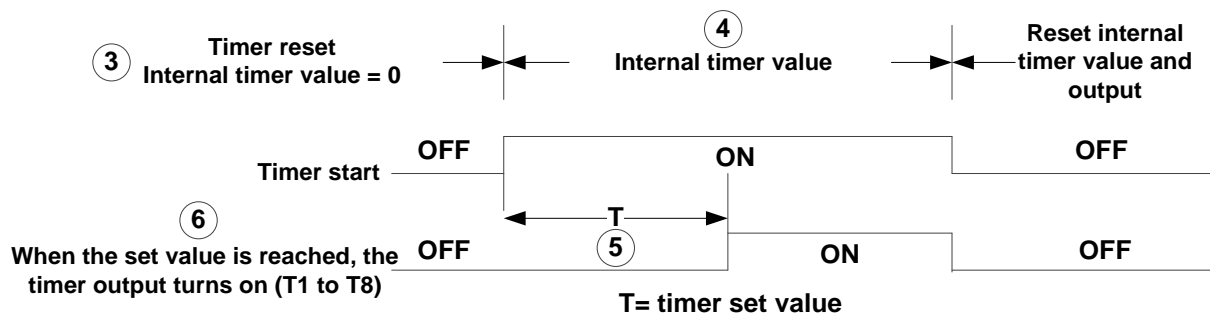 3
Timer reset
Internal timer value = 0
4
Internal timer value
Reset internal
timer value and
output
Timer start
OFF
ON
OFF
6
When the set value is reached, the
timer output turns on (T1 to T8)
OFF
T
5
ON
OFF
T= timer set value